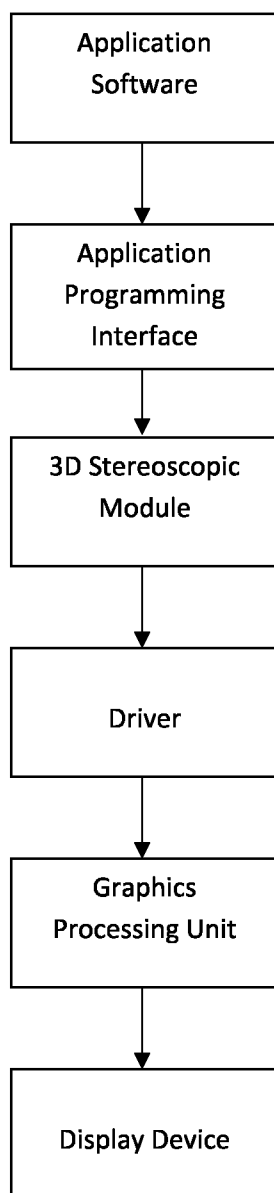 Application
Software
Application
Programming
Interface
3D Stereoscopic
Module
Driver
Graphics
Processing Unit
Display Device